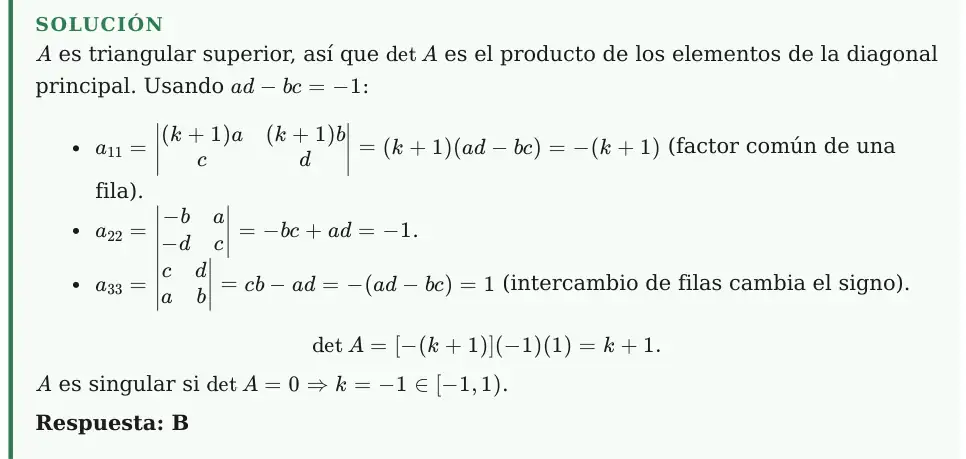 SOLUCIÓN
A es triangular superior, así que det A es el producto de los elementos de la diagonal
principal. Usando ad − bc = −1:
• a₁₁ = |(k + 1)a (k + 1)b; c d| = (k + 1)(ad − bc) = −(k + 1) (factor común de una
fila).
• a₂₂ = |−b a; −d c| = −bc + ad = −1.
• a₃₃ = |c d; a b| = cb − ad = −(ad − bc) = 1 (intercambio de filas cambia el signo).
det A = [−(k + 1)](−1)(1) = k + 1.
A es singular si det A = 0 ⇒ k = −1 ∈ [−1, 1).
Respuesta: B